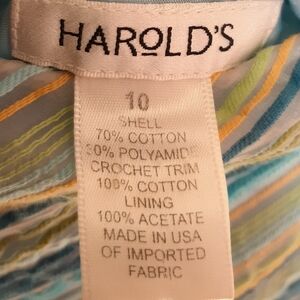 HAROLD'S
10
SHELL
70% COTTON
30% POLYAMIDE
CROCHET TRIM
100% COTTON
LINING
100% ACETATE
MADE IN USA
OF IMPORTED
FABRIC